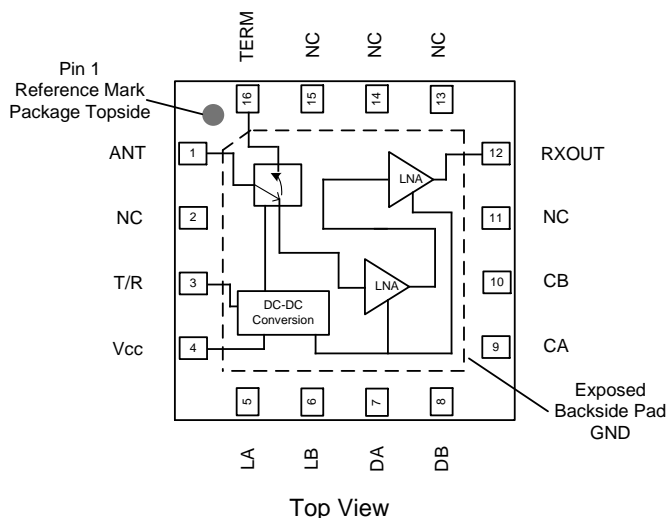 TERM
NC
NC
NC
Pin 1
Reference Mark
Package Topside
16
15
14
13
ANT
1
LNA
12
RXOUT
NC
2
11
NC
T/R
3
LNA
10
CB
DC-DC
Conversion
Vcc
4
9
CA
5
6
7
8
Exposed
Backside Pad
GND
LA
LB
DA
DB
Top View